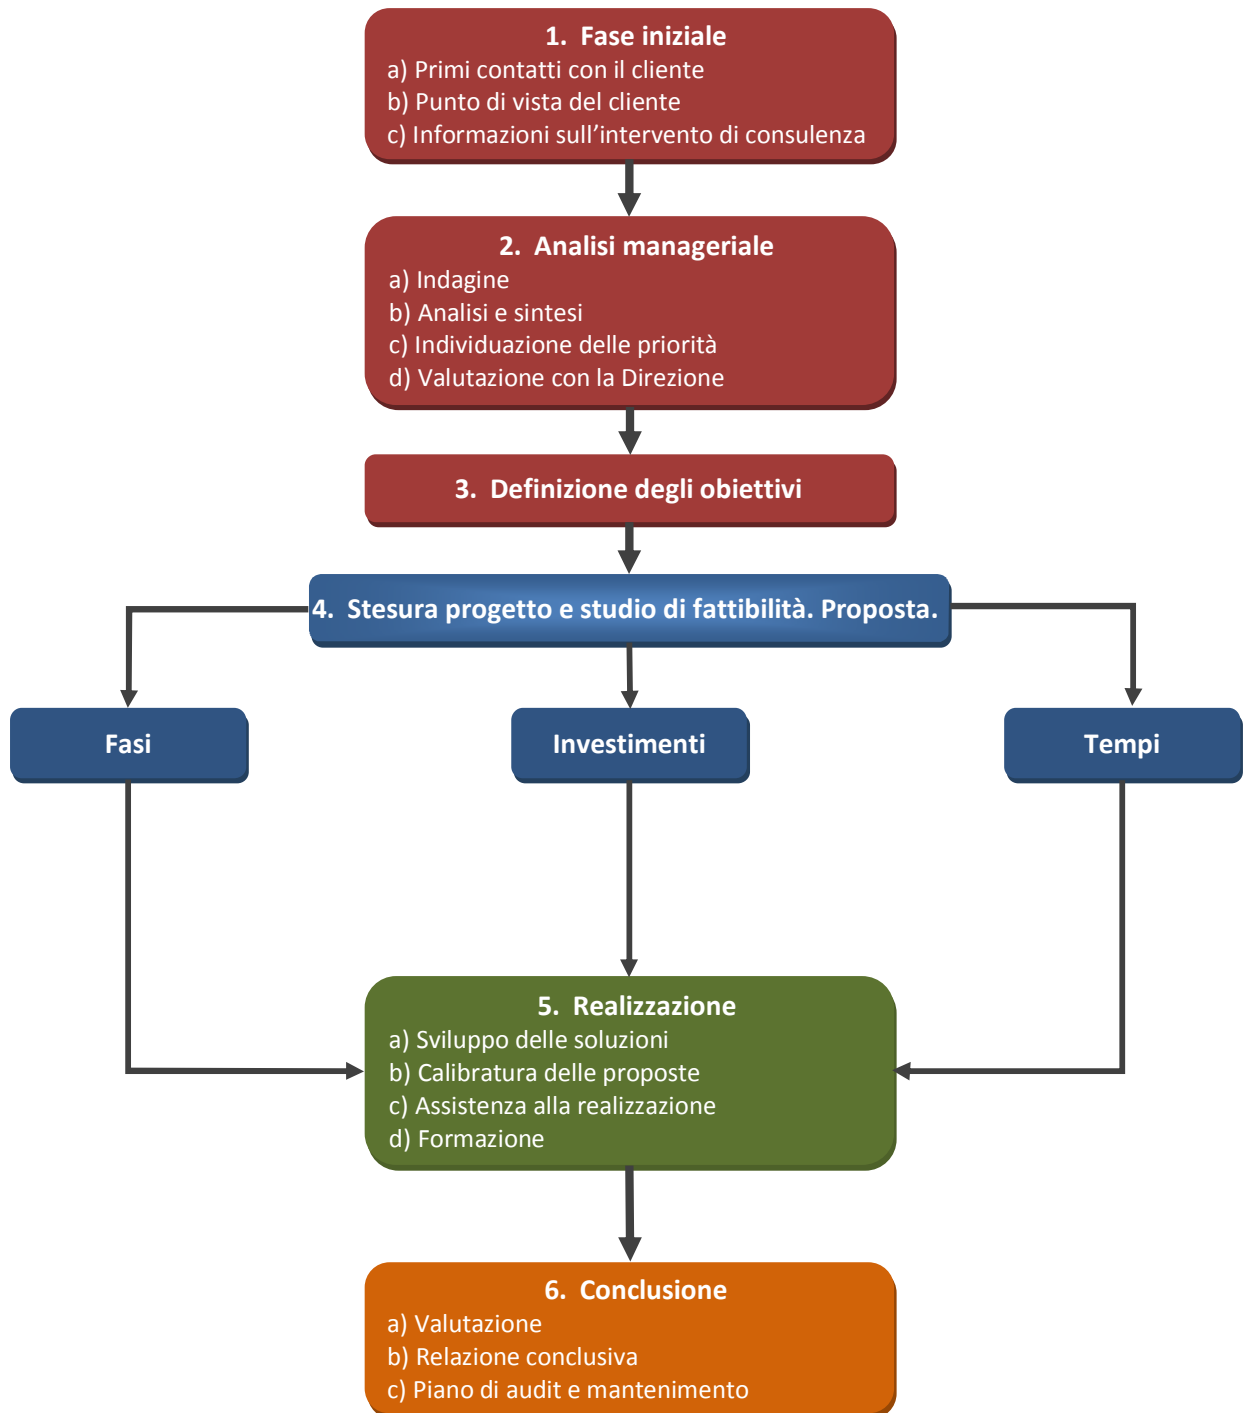 1. Fase iniziale
a) Primi contatti con il cliente
b) Punto di vista del cliente
c) Informazioni sull’intervento di consulenza
2. Analisi manageriale
a) Indagine
b) Analisi e sintesi
c) Individuazione delle priorità
d) Valutazione con la Direzione
3. Definizione degli obiettivi
4. Stesura progetto e studio di fattibilità. Proposta.
Fasi
Investimenti
Tempi
5. Realizzazione
a) Sviluppo delle soluzioni
b) Calibratura delle proposte
c) Assistenza alla realizzazione
d) Formazione
6. Conclusione
a) Valutazione
b) Relazione conclusiva
c) Piano di audit e mantenimento